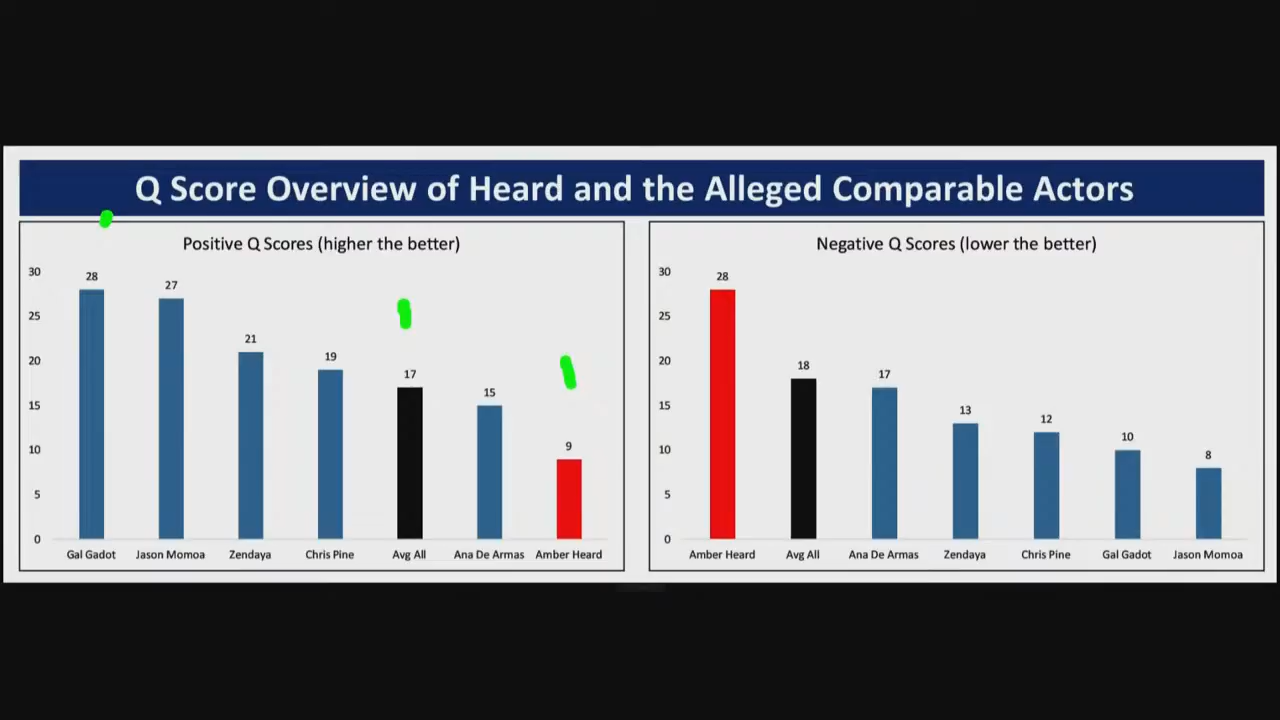 Q Score Overview of Heard and the Alleged Comparable Actors
Positive Q Scores (higher the better)
30
25
20
15
10
5
0
28
27
21
19
17
15
9
Gal Gadot
Jason Momoa
Zendaya
Chris Pine
Avg All
Ana De Armas
Amber Heard
Negative Q Scores (lower the better)
30
25
20
15
10
5
0
28
18
17
13
12
10
8
Amber Heard
Avg All
Ana De Armas
Zendaya
Chris Pine
Gal Gadot
Jason Momoa